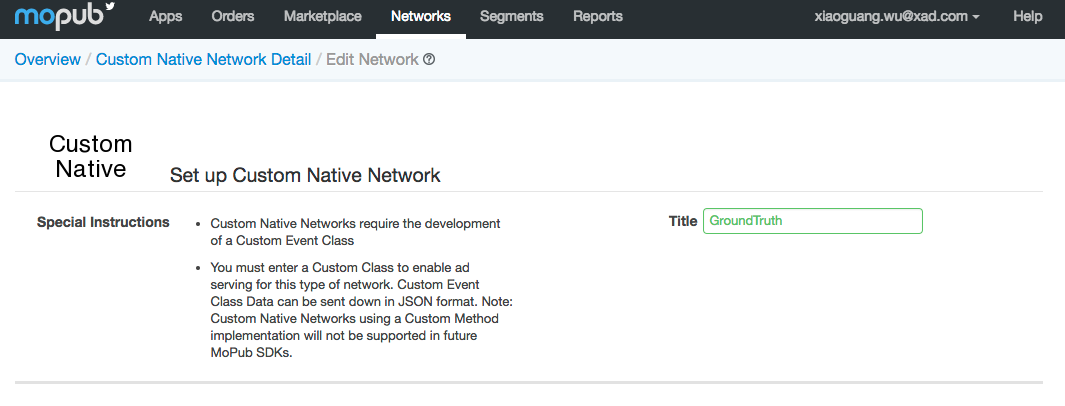 mopub Apps Orders Marketplace Networks Segments Reports xiaoguang.wu@xad.com Help
Overview / Custom Native Network Detail / Edit Network ?
Custom
Native
Set up Custom Native Network
Special Instructions
• Custom Native Networks require the development
of a Custom Event Class
• You must enter a Custom Class to enable ad
serving for this type of network. Custom Event
Class Data can be sent down in JSON format. Note:
Custom Native Networks using a Custom Method
implementation will not be supported in future
MoPub SDKs.
Title GroundTruth